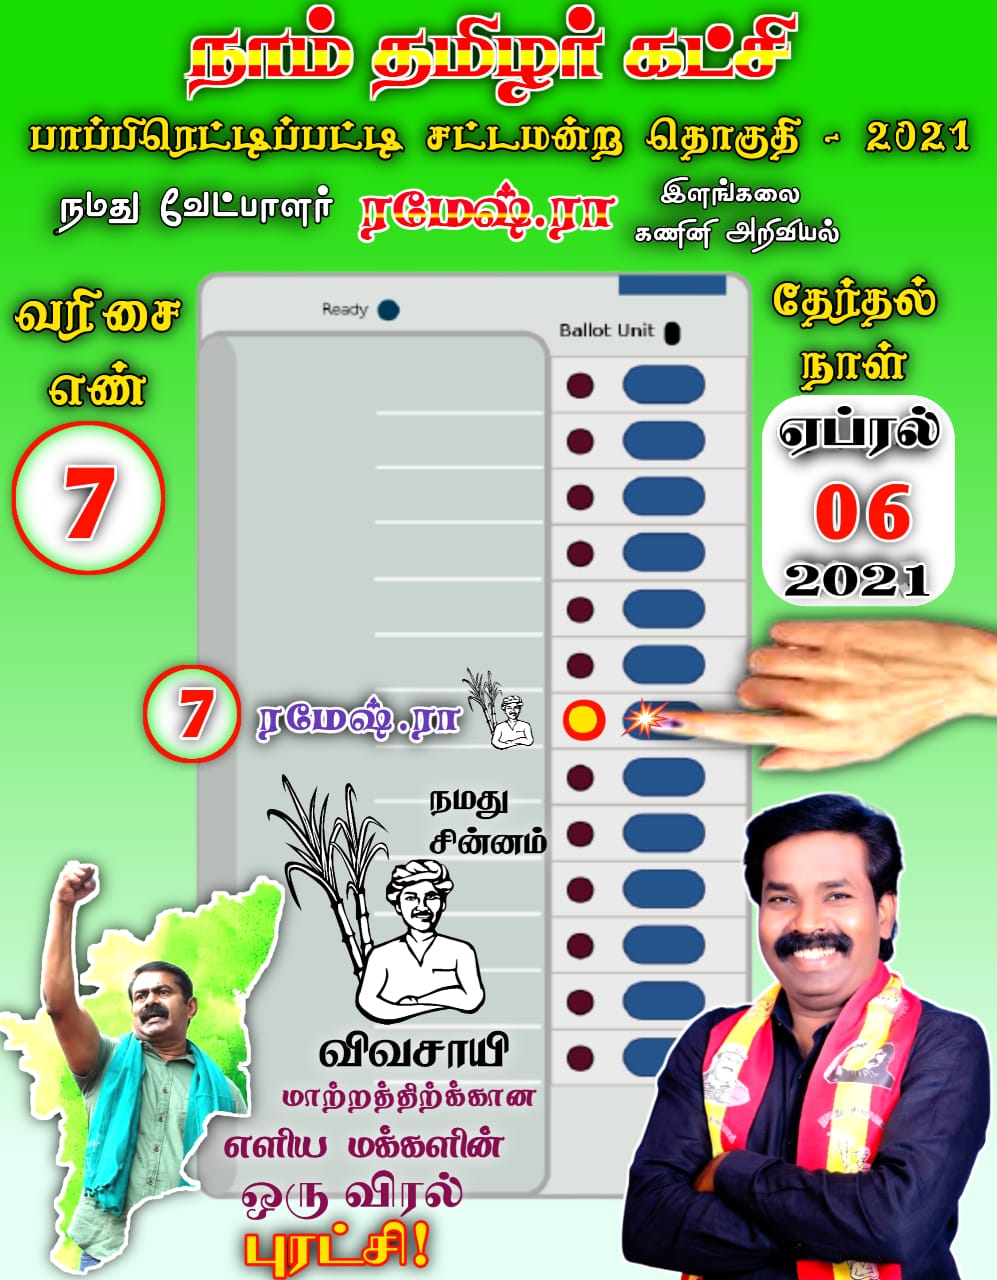 நாம் தமிழர் கட்சி
பாப்பிரெட்டிப்பட்டி சட்டமன்ற தொகுதி - 2021
நமது வேட்பாளர் ரமேஷ்.ரா
இளங்கலை
கணினி அறிவியல்
வரிசை
எண்
7
Ready
Ballot Unit
தேர்தல்
நாள்
ஏப்ரல்
06
2021
7 ரமேஷ்.ரா
நமது
சின்னம்
விவசாயி
மாற்றத்திற்க்கான
எளிய மக்களின்
ஒரு விரல்
புரட்சி!